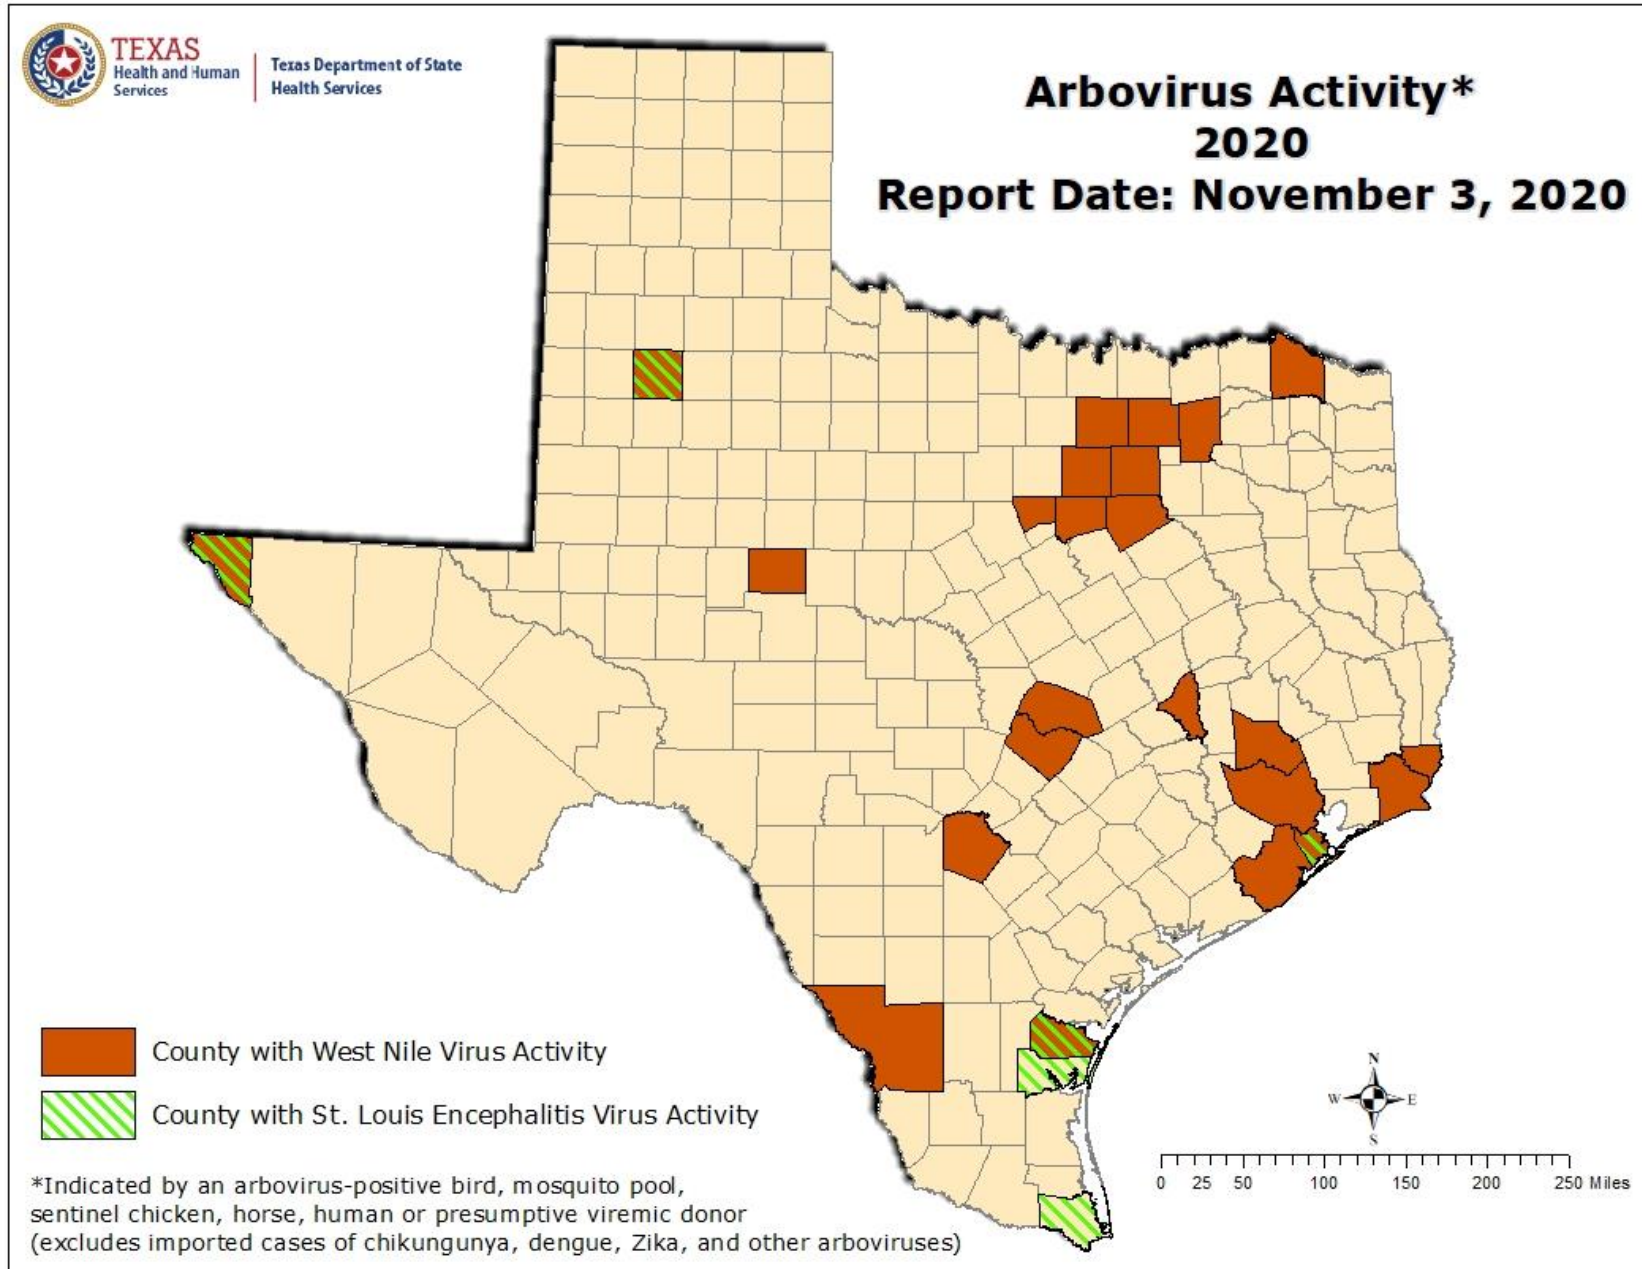 TEXAS
Health and Human
Services
Texas Department of State
Health Services
Arbovirus Activity*
2020
Report Date: November 3, 2020
County with West Nile Virus Activity
County with St. Louis Encephalitis Virus Activity
*Indicated by an arbovirus-positive bird, mosquito pool,
sentinel chicken, horse, human or presumptive viremic donor
(excludes imported cases of chikungunya, dengue, Zika, and other arboviruses)
N
W E
S
0 25 50 100 150 200 250 Miles